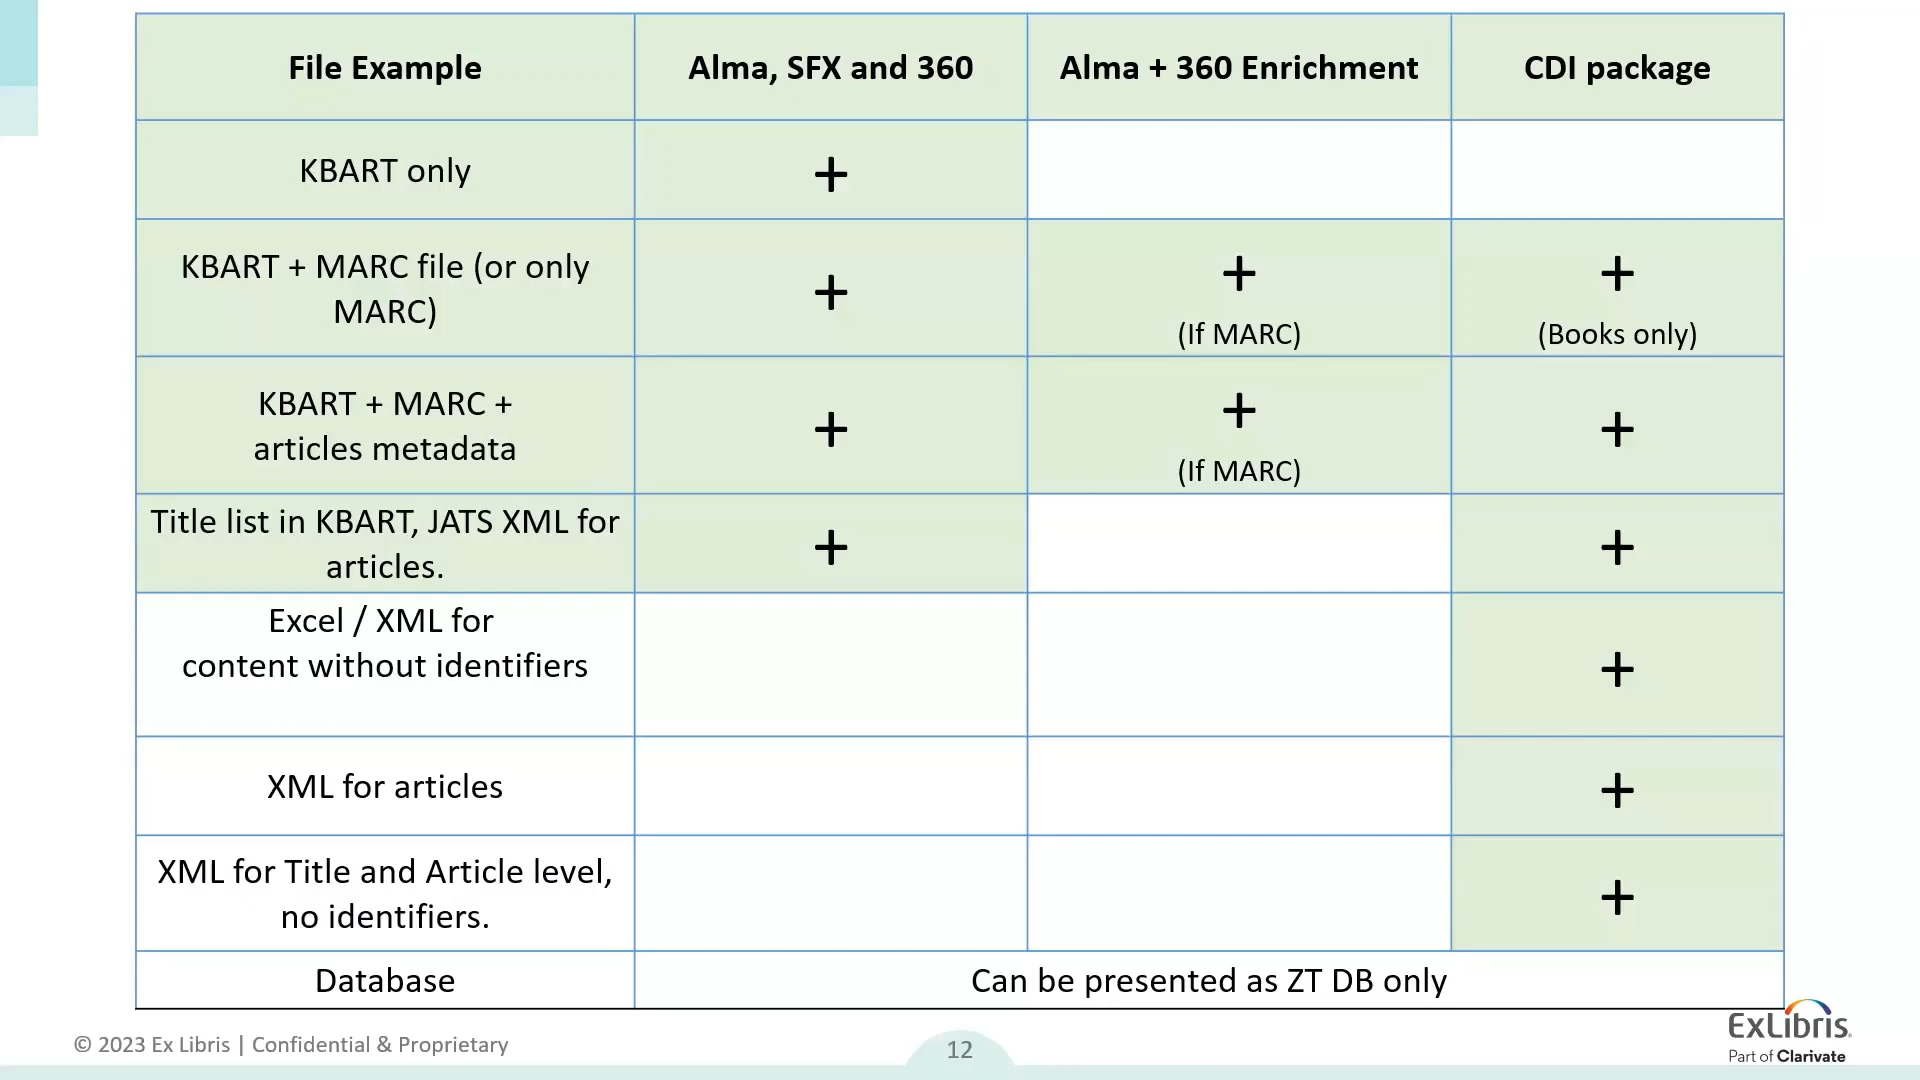 File Example
Alma, SFX and 360
Alma + 360 Enrichment
CDI package
KBART only
+
KBART + MARC file (or only
MARC)
+
+
(If MARC)
+
(Books only)
KBART + MARC +
articles metadata
+
+
(If MARC)
+
Title list in KBART, JATS XML for
articles.
+
+
Excel / XML for
content without identifiers
+
XML for articles
+
XML for Title and Article level,
no identifiers.
+
Database
Can be presented as ZT DB only
© 2023 Ex Libris | Confidential & Proprietary
12
ExLibris
Part of Clarivate